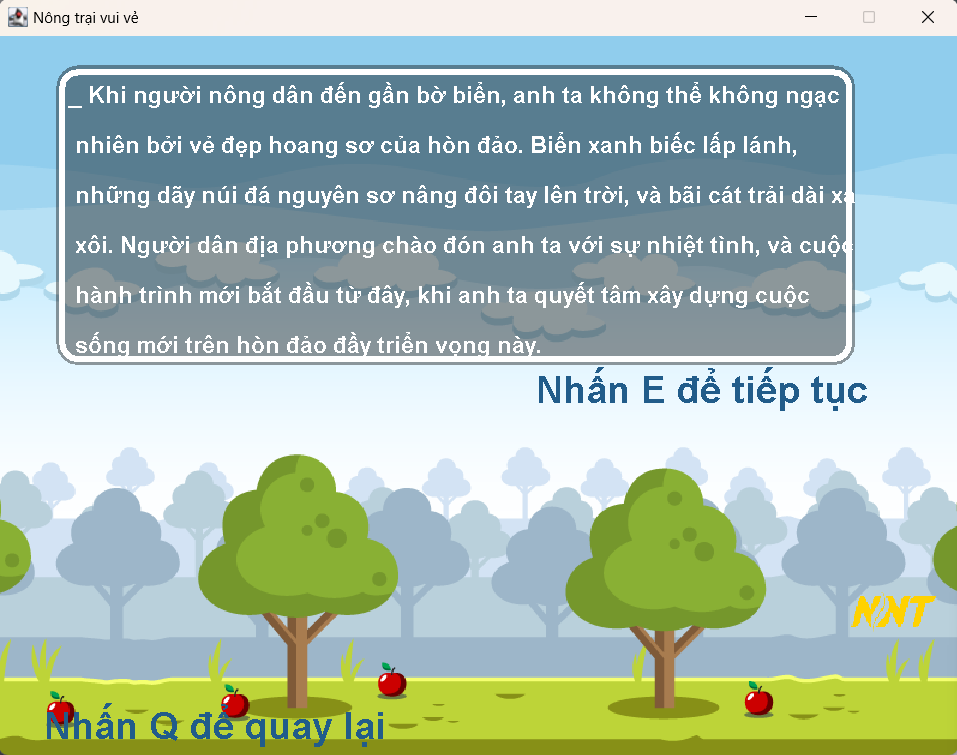 Nông trại vui vẻ
_ Khi người nông dân đến gần bờ biển, anh ta không thể không ngạc
nhiên bởi vẻ đẹp hoang sơ của hòn đảo. Biển xanh biếc lấp lánh,
những dãy núi đá nguyên sơ nâng đôi tay lên trời, và bãi cát trải dài xa
xôi. Người dân địa phương chào đón anh ta với sự nhiệt tình, và cuộc
hành trình mới bắt đầu từ đây, khi anh ta quyết tâm xây dựng cuộc
sống mới trên hòn đảo đầy triển vọng này.
Nhấn E để tiếp tục
N&NT
Nhấn Q để quay lại